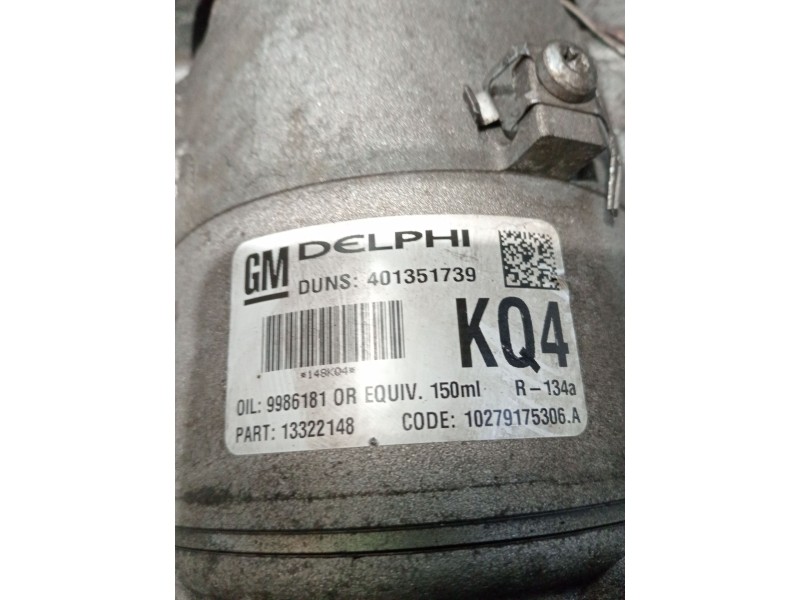 GM DELPHI
DUNS: 401351739
KQ4
*148KQ4*
OIL: 9986181 OR EQUIV. 150ml R-134a
PART: 13322148 CODE: 10279175306.A